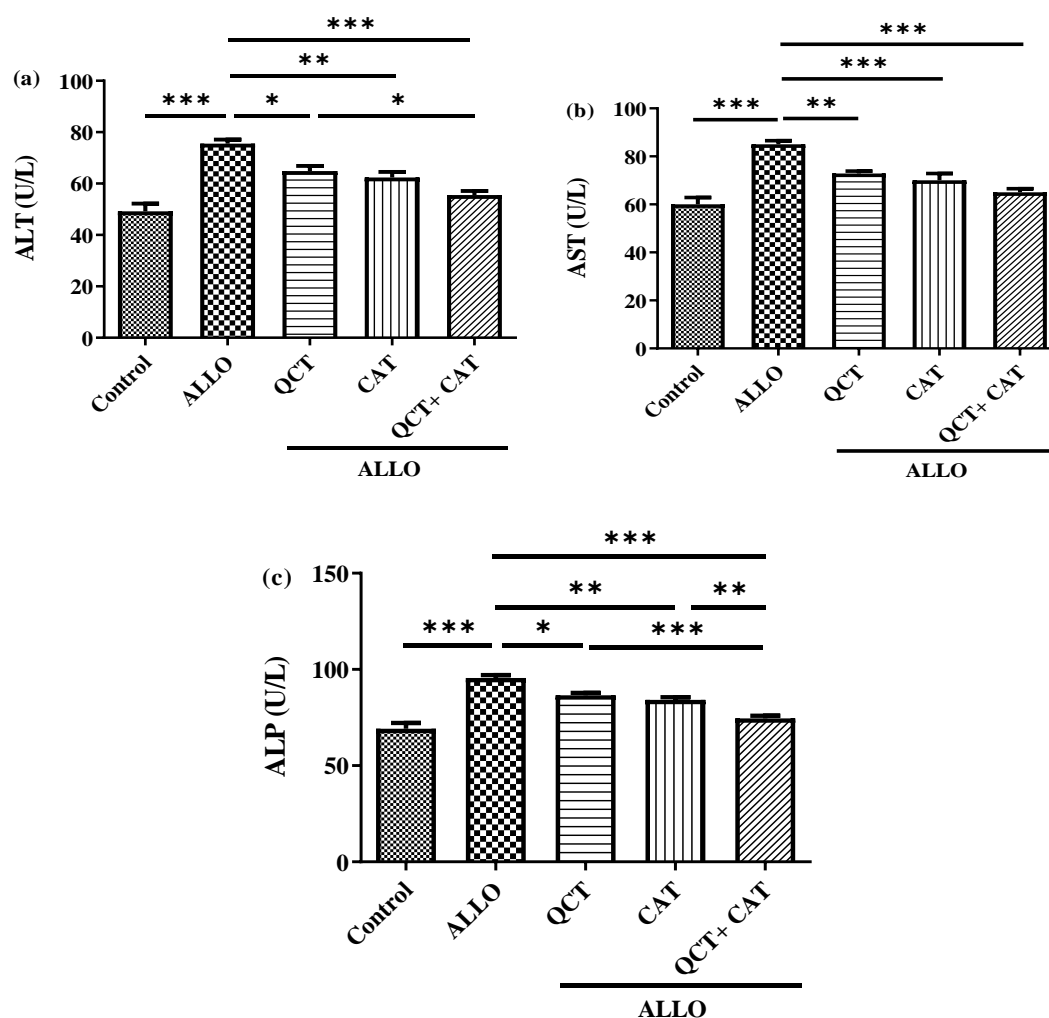 (a)
ALT (U/L)
100
80
60
40
20
0
***
**
*** * *
Control
ALLO
QCT
CAT
QCT+ CAT
ALLO
(b)
AST (U/L)
100
80
60
40
20
0
***
***
*** **
Control
ALLO
QCT
CAT
QCT+ CAT
ALLO
(c)
ALP (U/L)
150
100
50
0
***
** **
*** * ***
Control
ALLO
QCT
CAT
QCT+ CAT
ALLO